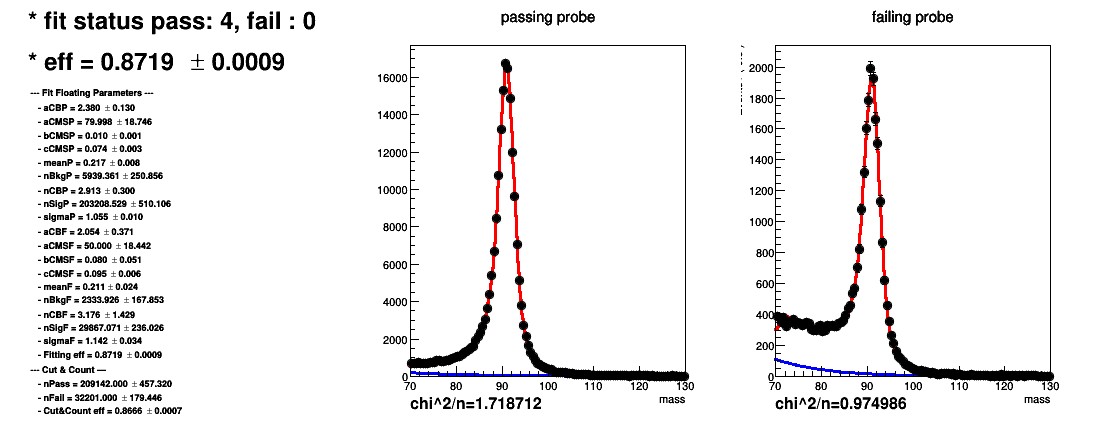 * fit status pass: 4, fail : 0
* eff = 0.8719 ± 0.0009
--- Fit Floating Parameters ---
- aCBP = 2.380 ± 0.130
- aCMSP = 79.998 ± 18.746
- bCMSP = 0.010 ± 0.001
- cCMSP = 0.074 ± 0.003
- meanP = 0.217 ± 0.008
- nBkgP = 5939.361 ± 250.856
- nCBP = 2.913 ± 0.300
- nSigP = 203208.529 ± 510.106
- sigmaP = 1.055 ± 0.010
- aCBF = 2.054 ± 0.371
- aCMSF = 50.000 ± 18.442
- bCMSF = 0.080 ± 0.051
- cCMSF = 0.095 ± 0.006
- meanF = 0.211 ± 0.024
- nBkgF = 2333.926 ± 167.853
- nCBF = 3.176 ± 1.429
- nSigF = 29867.071 ± 236.026
- sigmaF = 1.142 ± 0.034
- Fitting eff = 0.8719 ± 0.0009
--- Cut & Count ---
- nPass = 209142.000 ± 457.320
- nFail = 32201.000 ± 179.446
- Cut&Count eff = 0.8666 ± 0.0007
passing probe
16000
14000
12000
10000
8000
6000
4000
2000
0
70 80 90 100 110 120 130
mass
chi^2/n=1.718712
failing probe
2000
1800
1600
1400
1200
1000
800
600
400
200
0
70 80 90 100 110 120 130
mass
chi^2/n=0.974986